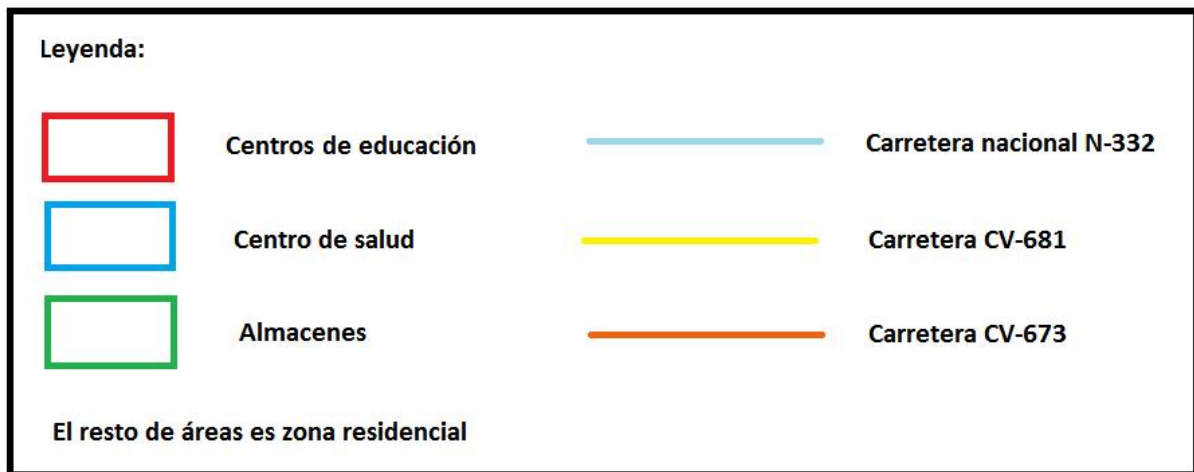 Leyenda:
Centros de educación
Carretera nacional N-332
Centro de salud
Carretera CV-681
Almacenes
Carretera CV-673
El resto de áreas es zona residencial